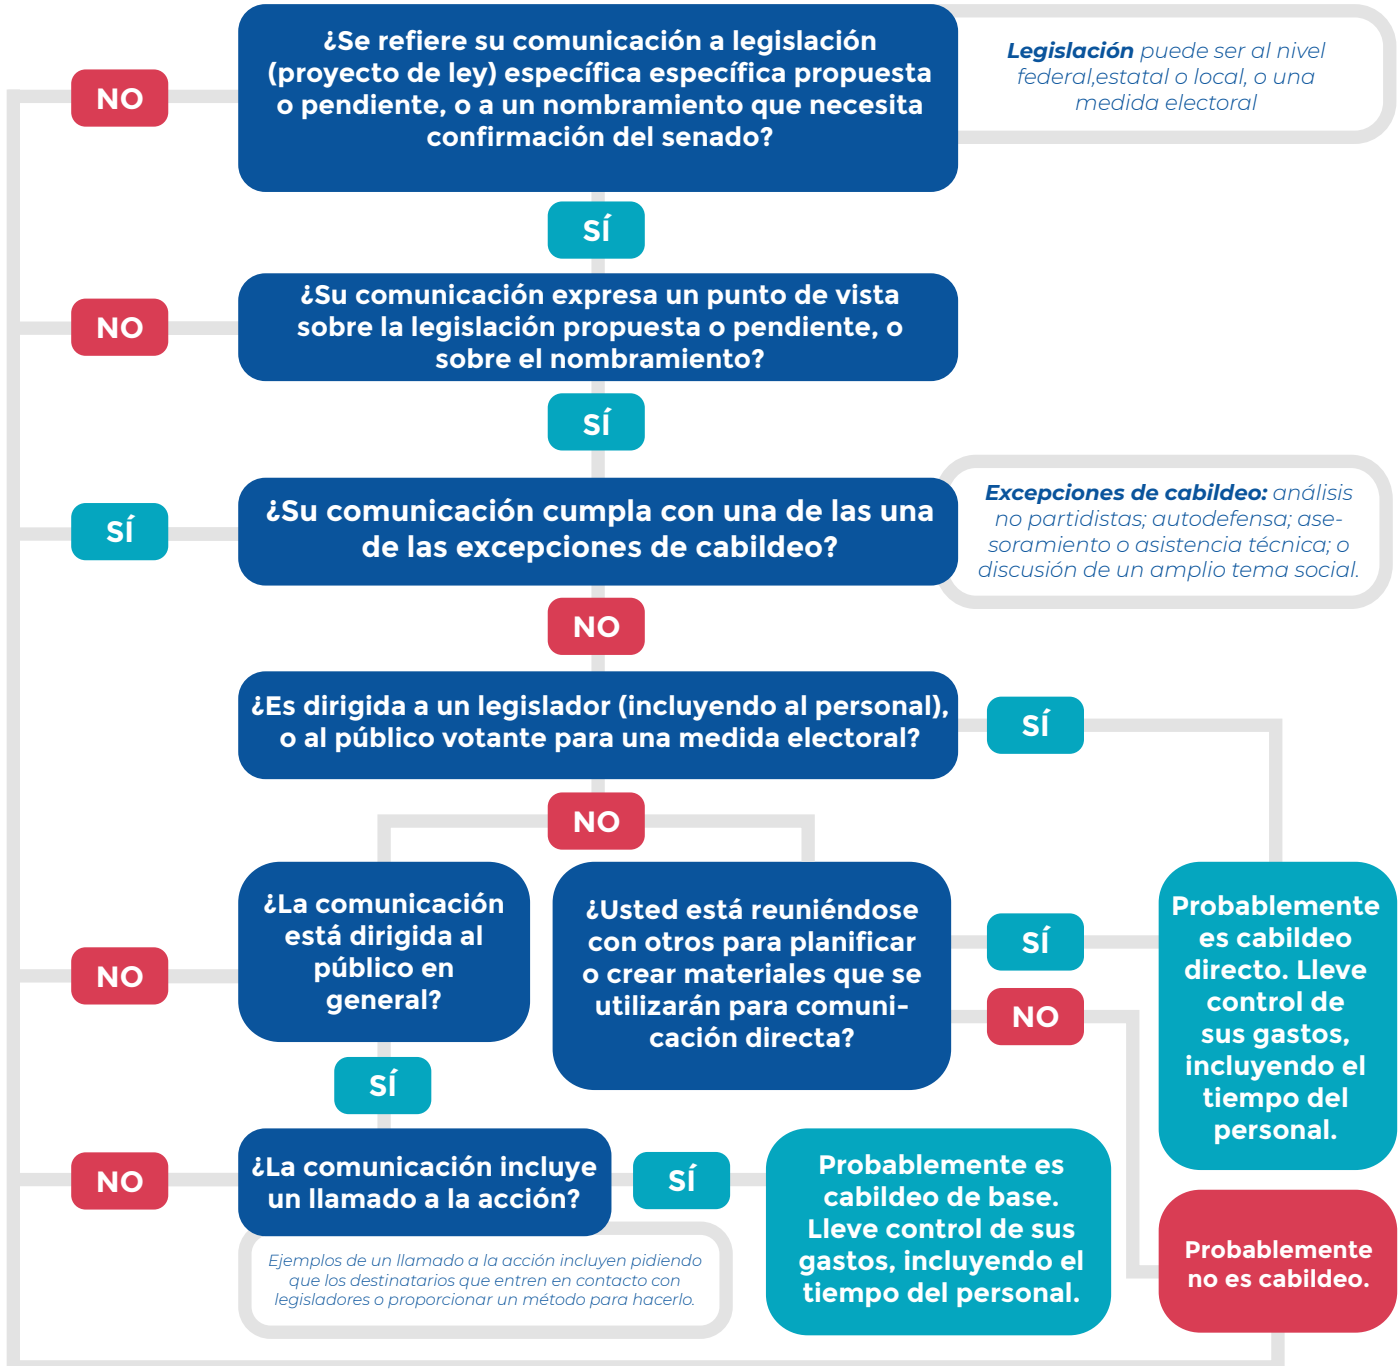 ¿Se refiere su comunicación a legislación
(proyecto de ley) específica específica propuesta
o pendiente, o a un nombramiento que necesita
confirmación del senado?
Legislación puede ser al nivel
federal,estatal o local, o una
medida electoral
NO
SÍ
¿Su comunicación expresa un punto de vista
sobre la legislación propuesta o pendiente, o
sobre el nombramiento?
NO
SÍ
¿Su comunicación cumpla con una de las una
de las excepciones de cabildeo?
Excepciones de cabildeo: análisis
no partidistas; autodefensa; ase-
soramiento o asistencia técnica; o
discusión de un amplio tema social.
SÍ
NO
¿Es dirigida a un legislador (incluyendo al personal),
o al público votante para una medida electoral?
SÍ
NO
¿La comunicación
está dirigida al
público en
general?
NO
SÍ
¿Usted está reuniéndose
con otros para planificar
o crear materiales que se
utilizarán para comuni-
cación directa?
SÍ
NO
Probablemente
es cabildeo
directo. Lleve
control de
sus gastos,
incluyendo el
tiempo del
personal.
¿La comunicación incluye
un llamado a la acción?
NO
SÍ
Ejemplos de un llamado a la acción incluyen pidiendo
que los destinatarios que entren en contacto con
legisladores o proporcionar un método para hacerlo.
Probablemente es
cabildeo de base.
Lleve control de sus
gastos, incluyendo el
tiempo del personal.
Probablemente
no es cabildeo.